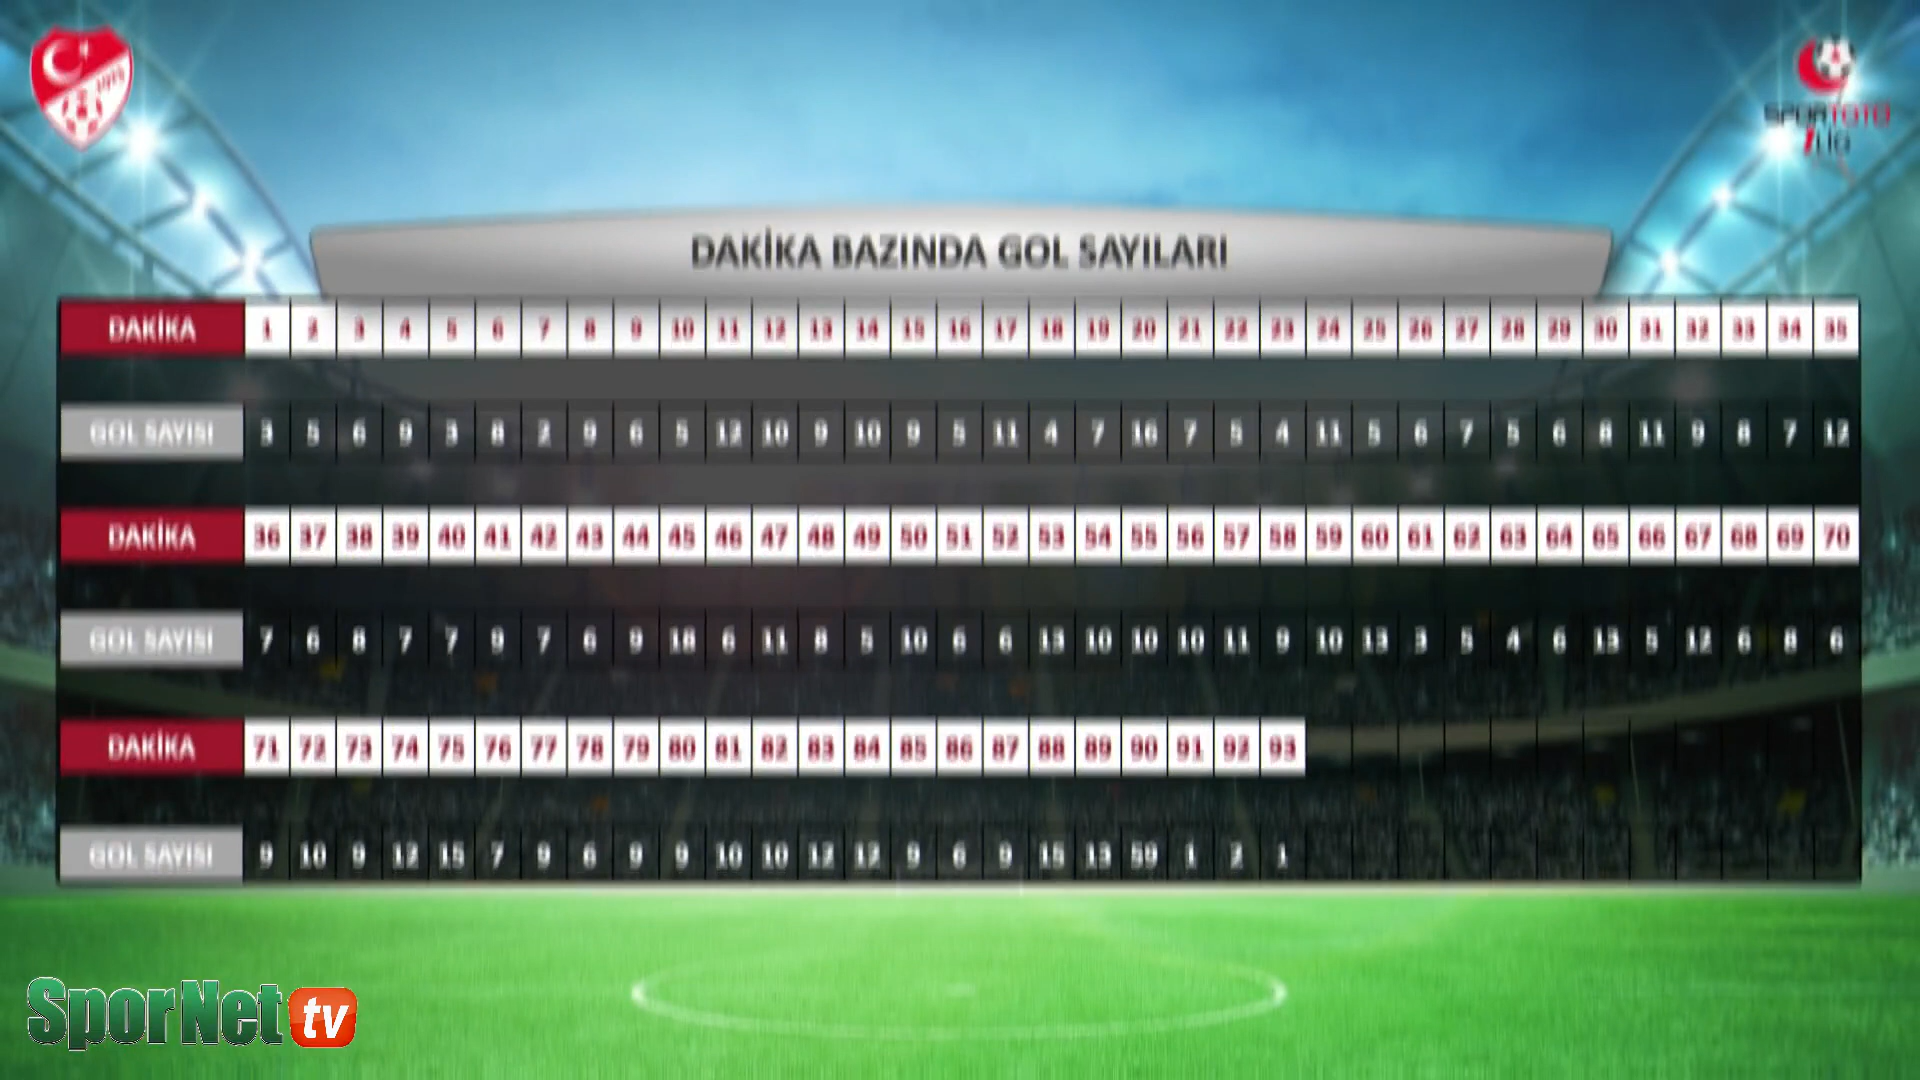 1923
SPORTOTO
1.LİG
DAKİKA BAZINDA GOL SAYILARI
DAKİKA 1 2 3 4 5 6 7 8 9 10 11 12 13 14 15 16 17 18 19 20 21 22 23 24 25 26 27 28 29 30 31 32 33 34 35
GOL SAYISI 3 5 6 9 3 8 2 9 6 5 12 10 9 10 9 5 11 4 7 16 7 5 4 11 5 6 7 5 6 8 11 9 8 7 12
DAKİKA 36 37 38 39 40 41 42 43 44 45 46 47 48 49 50 51 52 53 54 55 56 57 58 59 60 61 62 63 64 65 66 67 68 69 70
GOL SAYISI 7 6 8 7 7 9 7 6 9 18 6 11 8 5 10 6 6 13 10 10 10 11 9 10 13 3 5 4 6 13 5 12 6 8 6
DAKİKA 71 72 73 74 75 76 77 78 79 80 81 82 83 84 85 86 87 88 89 90 91 92 93
GOL SAYISI 9 10 9 12 15 7 9 6 9 9 10 10 12 12 9 6 9 15 13 59 1 2 1
SporNet tv